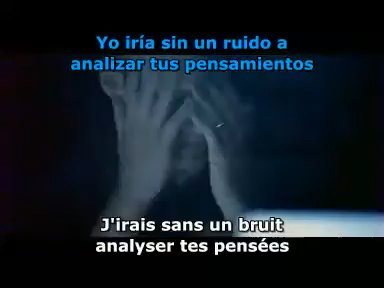 Yo iría sin un ruido a
analizar tus pensamientos
J'irais sans un bruit
analyser tes pensées